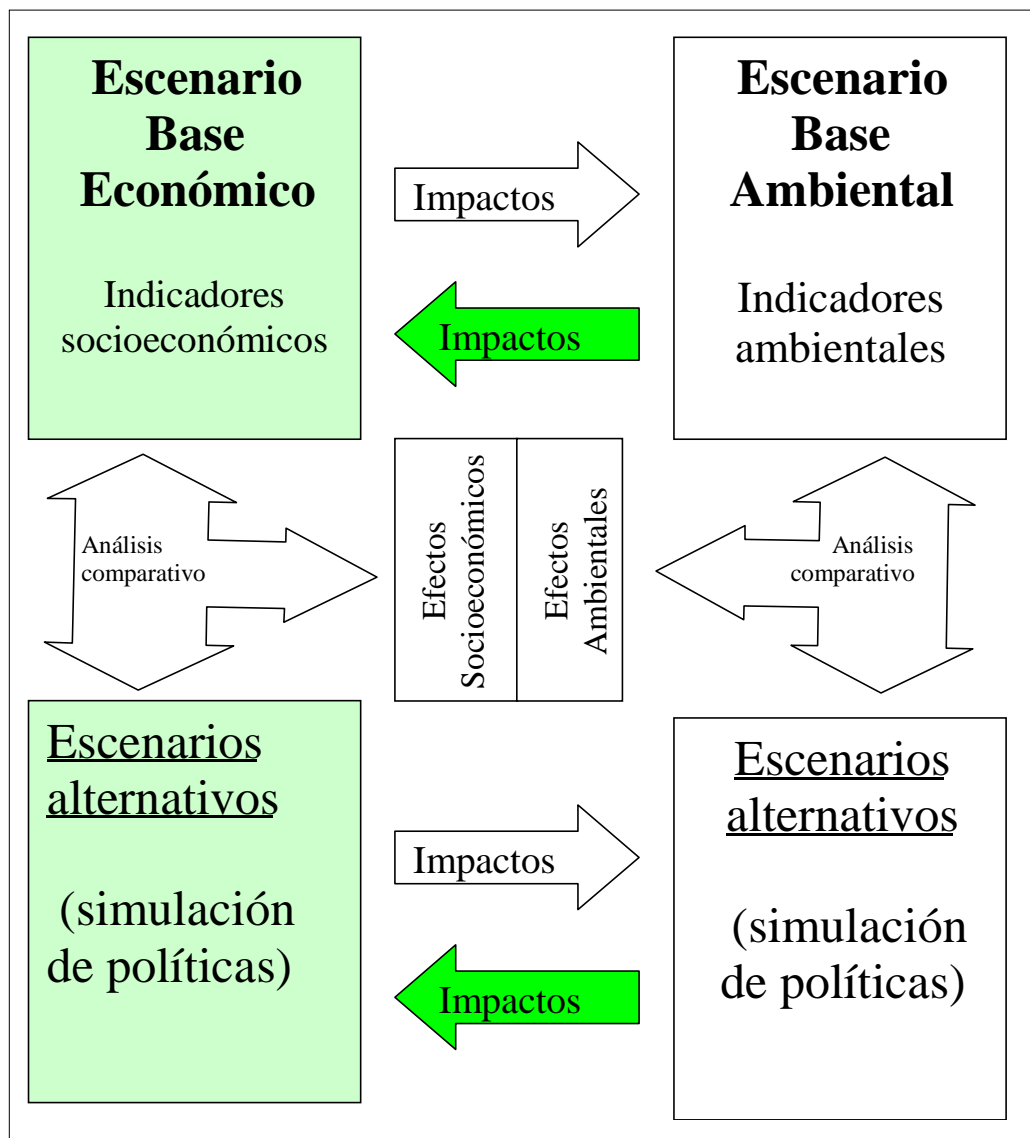 Escenario
Base
Económico
Indicadores
socioeconómicos
Impactos
Impactos
Escenario
Base
Ambiental
Indicadores
ambientales
Análisis
comparativo
Efectos
Socioeconómicos
Efectos
Ambientales
Análisis
comparativo
Escenarios
alternativos
(simulación
de políticas)
Impactos
Impactos
Escenarios
alternativos
(simulación
de políticas)